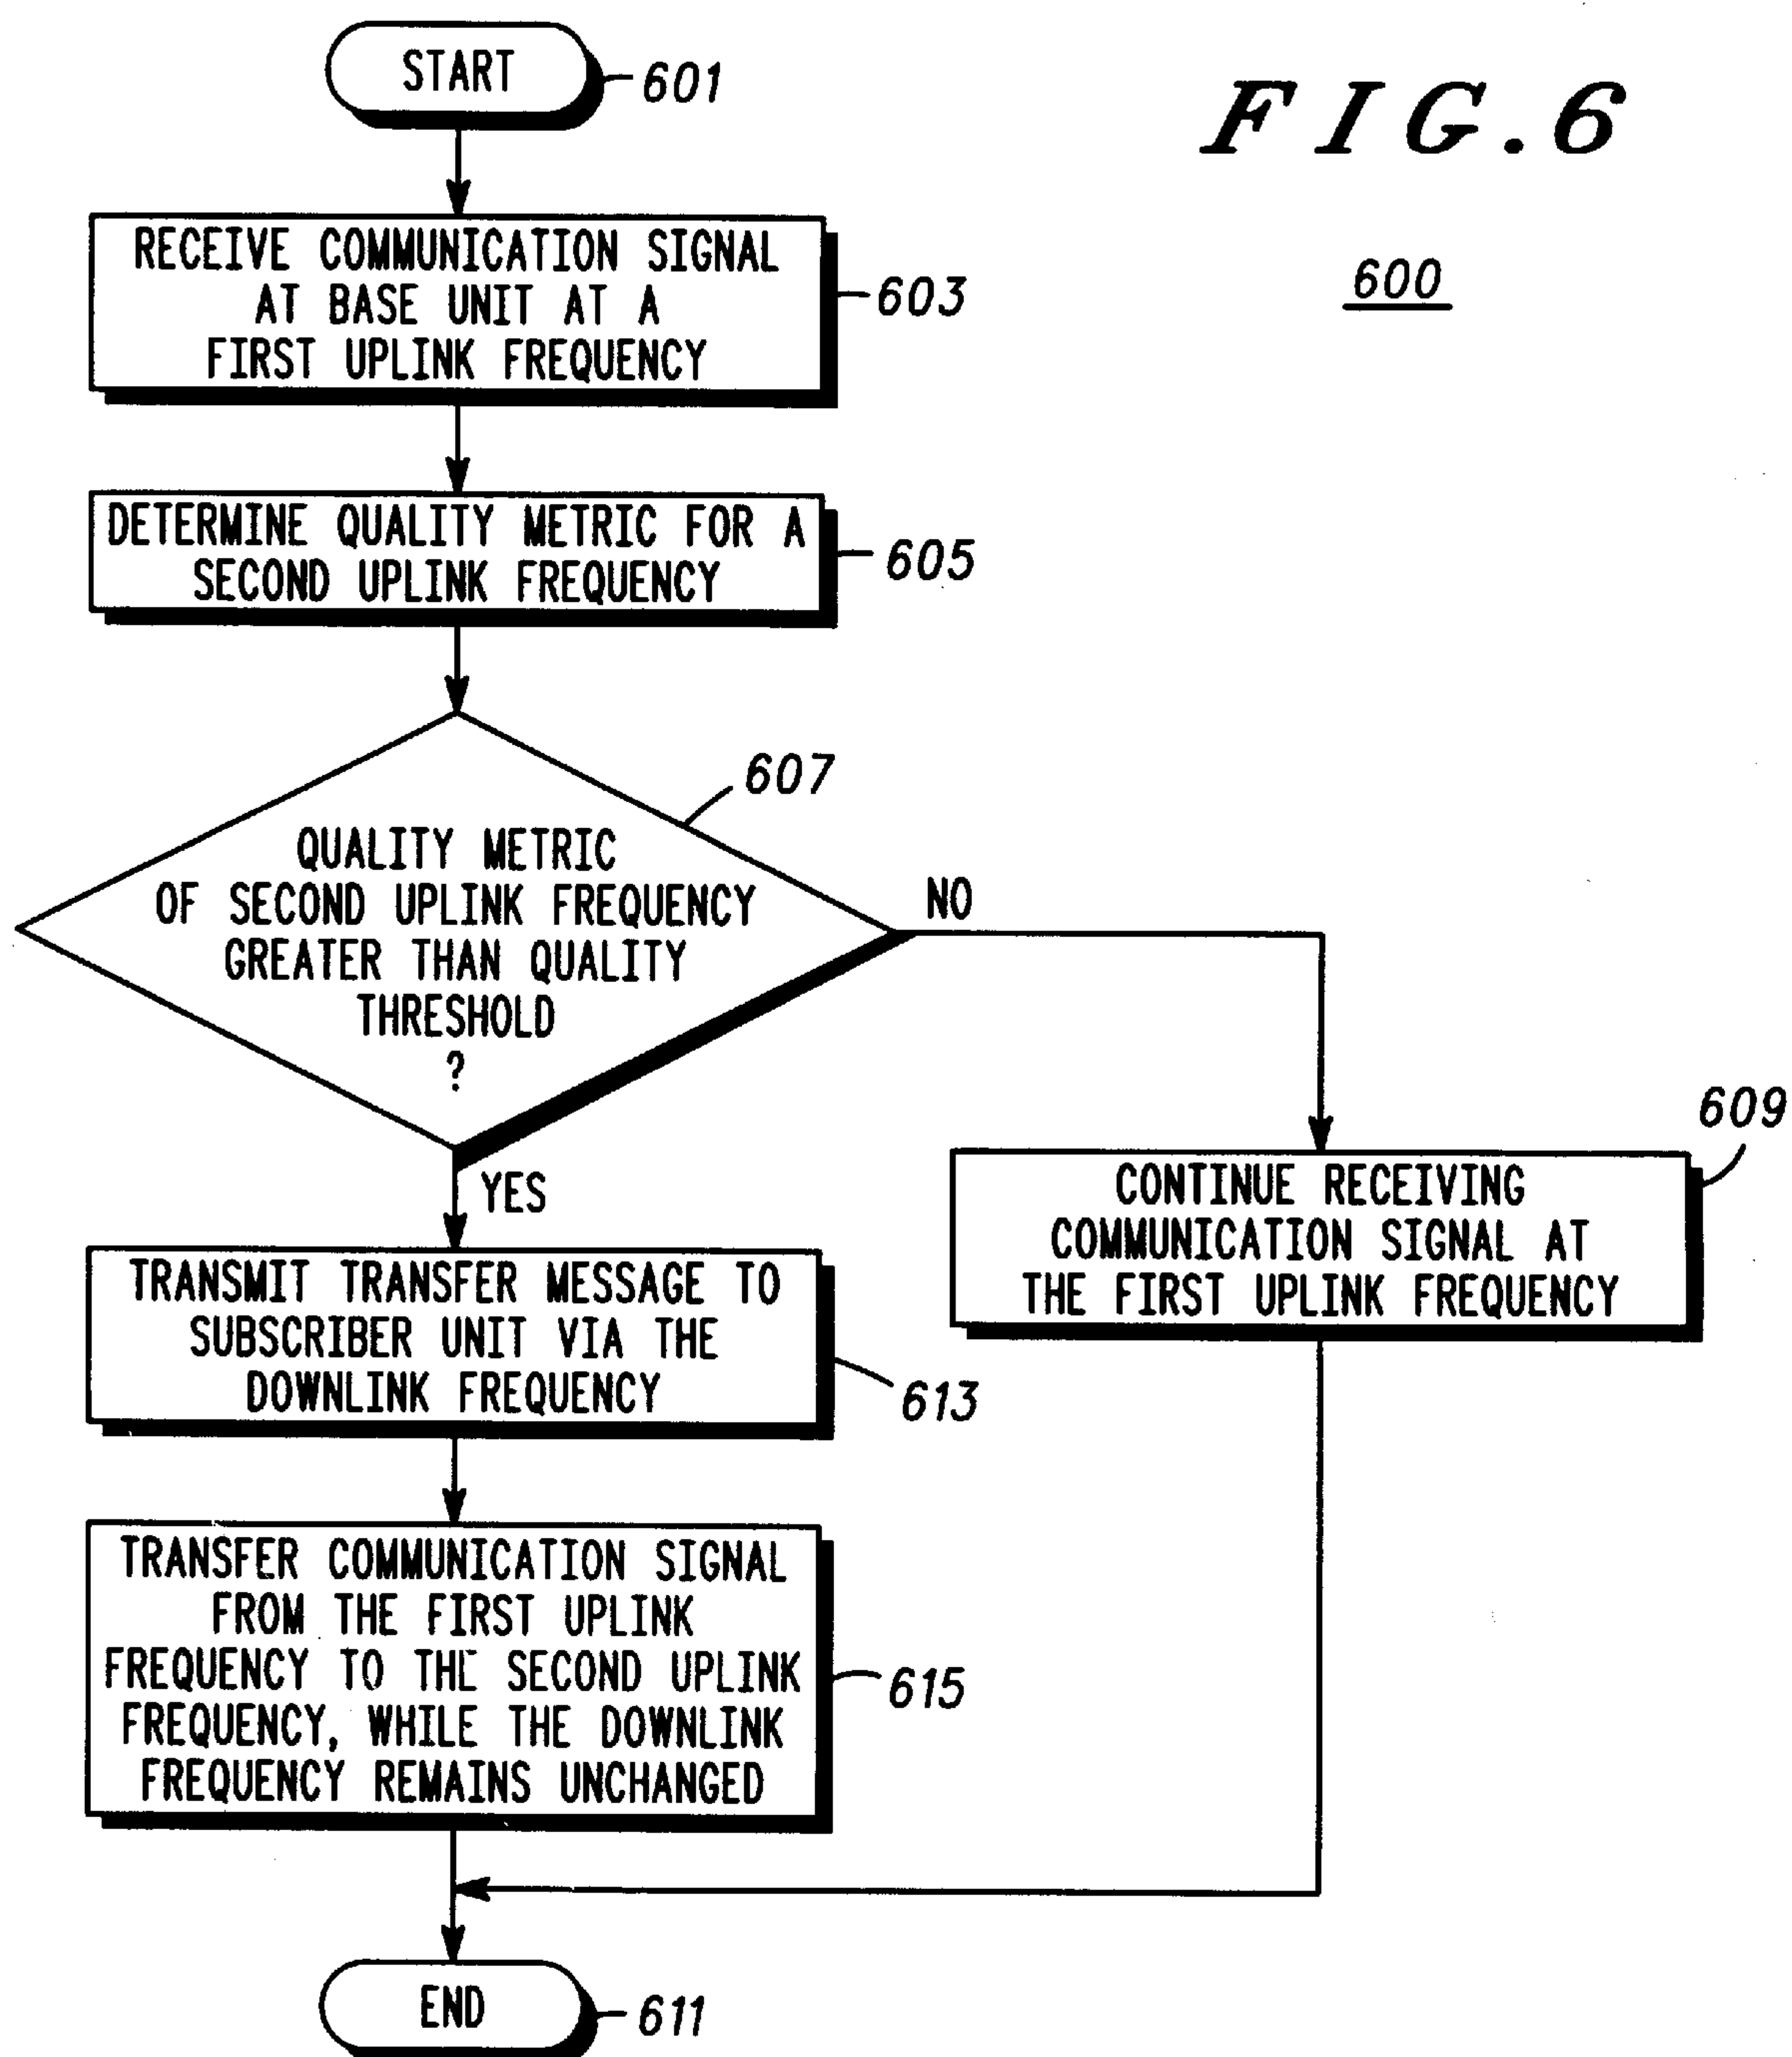 START
601
FIG.6
600
RECEIVE COMMUNICATION SIGNAL
AT BASE UNIT AT A
FIRST UPLINK FREQUENCY
603
DETERMINE QUALITY METRIC FOR A
SECOND UPLINK FREQUENCY
605
607
QUALITY METRIC
OF SECOND UPLINK FREQUENCY
GREATER THAN QUALITY
THRESHOLD
?
NO
YES
609
CONTINUE RECEIVING
COMMUNICATION SIGNAL AT
THE FIRST UPLINK FREQUENCY
TRANSMIT TRANSFER MESSAGE TO
SUBSCRIBER UNIT VIA THE
DOWNLINK FREQUENCY
613
TRANSFER COMMUNICATION SIGNAL
FROM THE FIRST UPLINK
FREQUENCY TO THE SECOND UPLINK
FREQUENCY, WHILE THE DOWNLINK
FREQUENCY REMAINS UNCHANGED
615
END
611